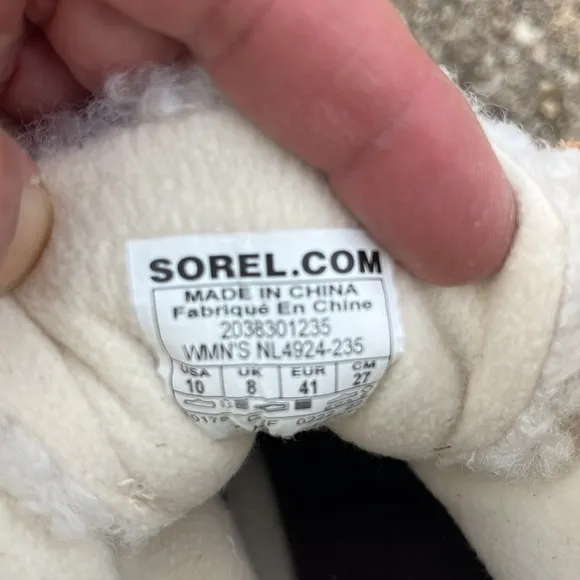 SOREL.COM
MADE IN CHINA
Fabriqué En Chine
2038301235
WMN'S NL4924-235
USA UK EUR CM
10 8 41 27